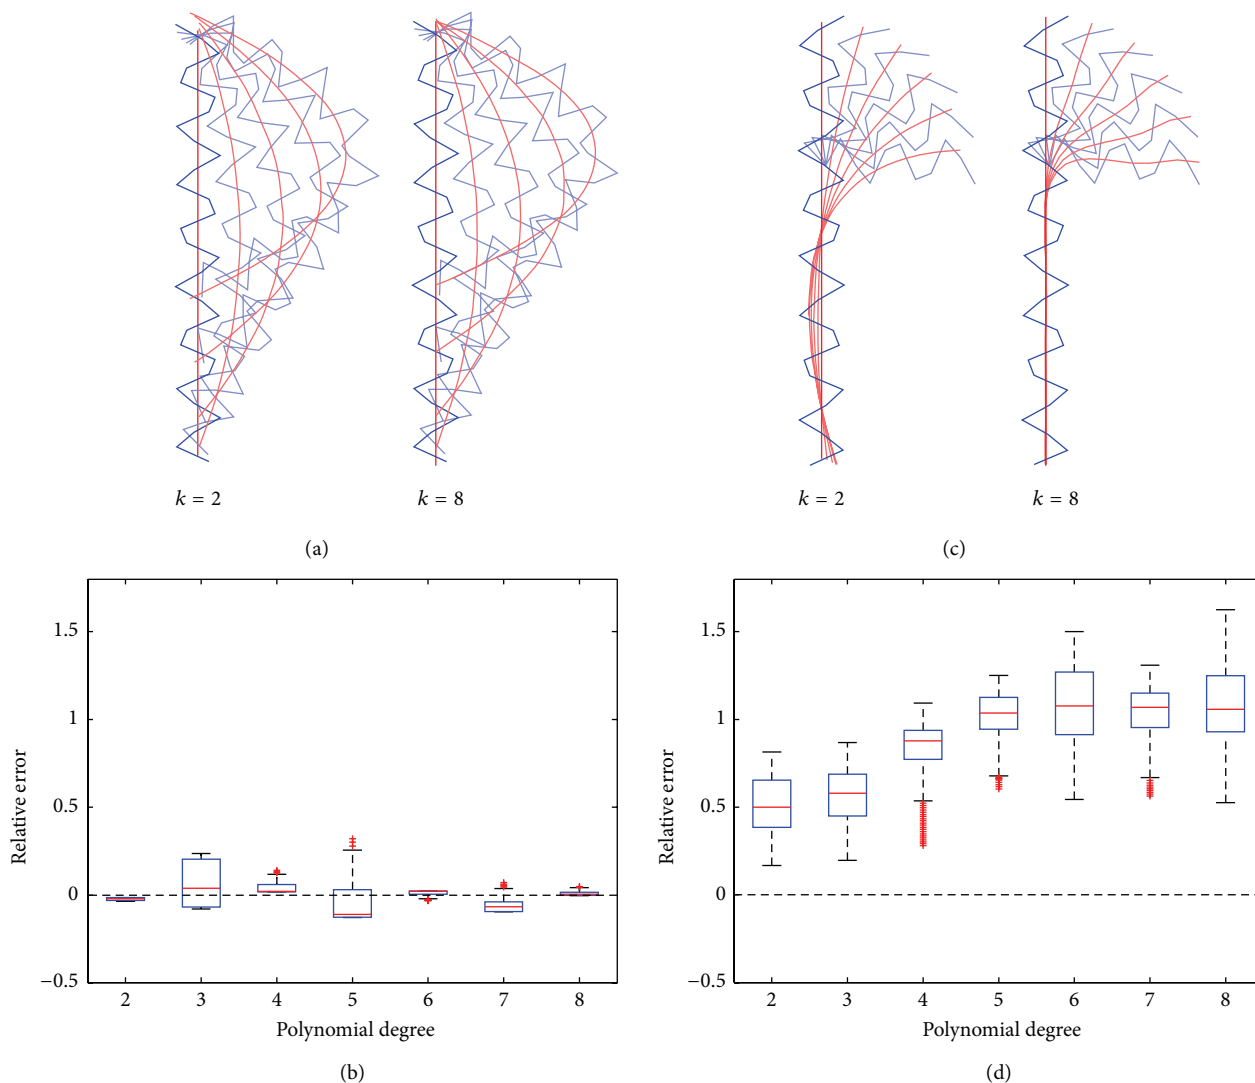 k = 2
k = 8
(a)
k = 2
k = 8
(c)
1.5
1
0.5
0
−0.5
Relative error
2 3 4 5 6 7 8
Polynomial degree
(b)
1.5
1
0.5
0
−0.5
Relative error
2 3 4 5 6 7 8
Polynomial degree
(d)